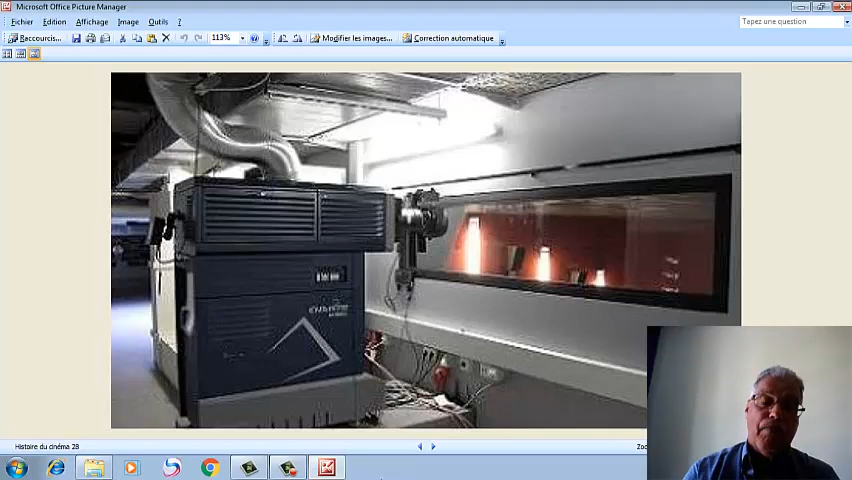 Microsoft Office Picture Manager
Fichier Edition Affichage Image Outils ?
Tapez une question
Raccourcis... 113% Modifier les images... Correction automatique
CHRISTIE
Histoire du cinéma 28